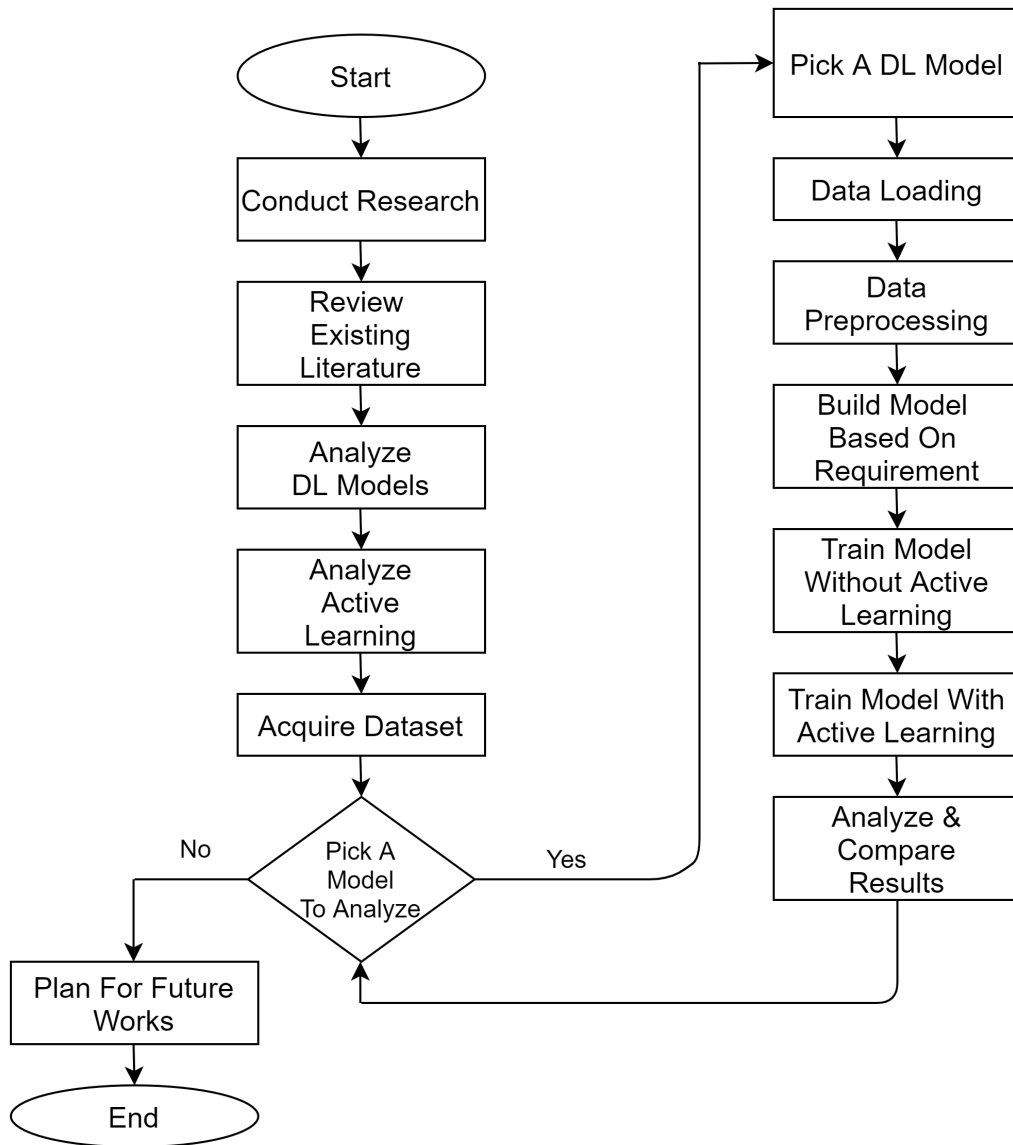 Start
Conduct Research
Review
Existing
Literature
Analyze
DL Models
Analyze
Active
Learning
Acquire Dataset
Pick A
Model
To Analyze
No
Yes
Plan For Future
Works
End
Pick A DL Model
Data Loading
Data
Preprocessing
Build Model
Based On
Requirement
Train Model
Without Active
Learning
Train Model With
Active Learning
Analyze &
Compare
Results